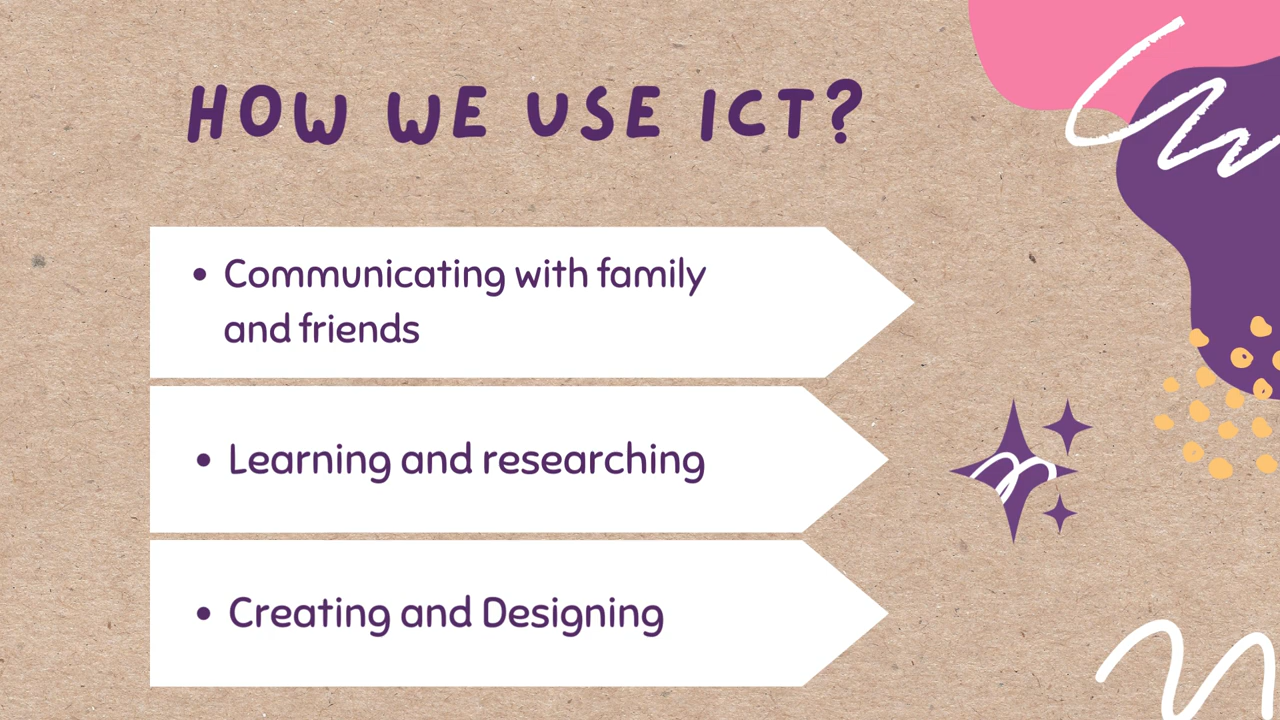 HOW WE USE ICT?
• Communicating with family
and friends
• Learning and researching
• Creating and Designing